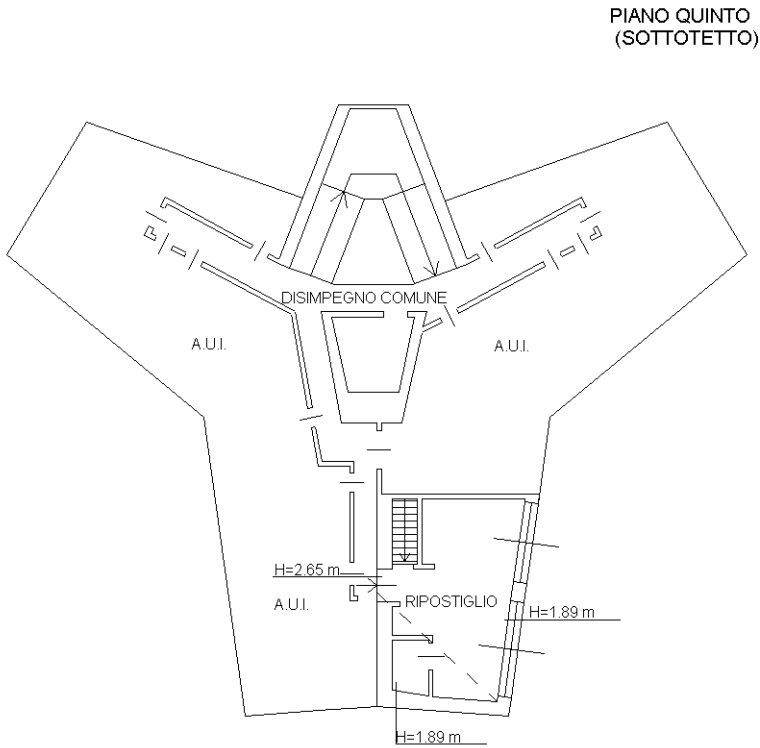 PIANO QUINTO
(SOTTOTETTO)
DISIMPEGNO COMUNE
A.U.I.
A.U.I.
H=2.65 m
A.U.I.
RIPOSTIGLIO
H=1.89 m
H=1.89 m